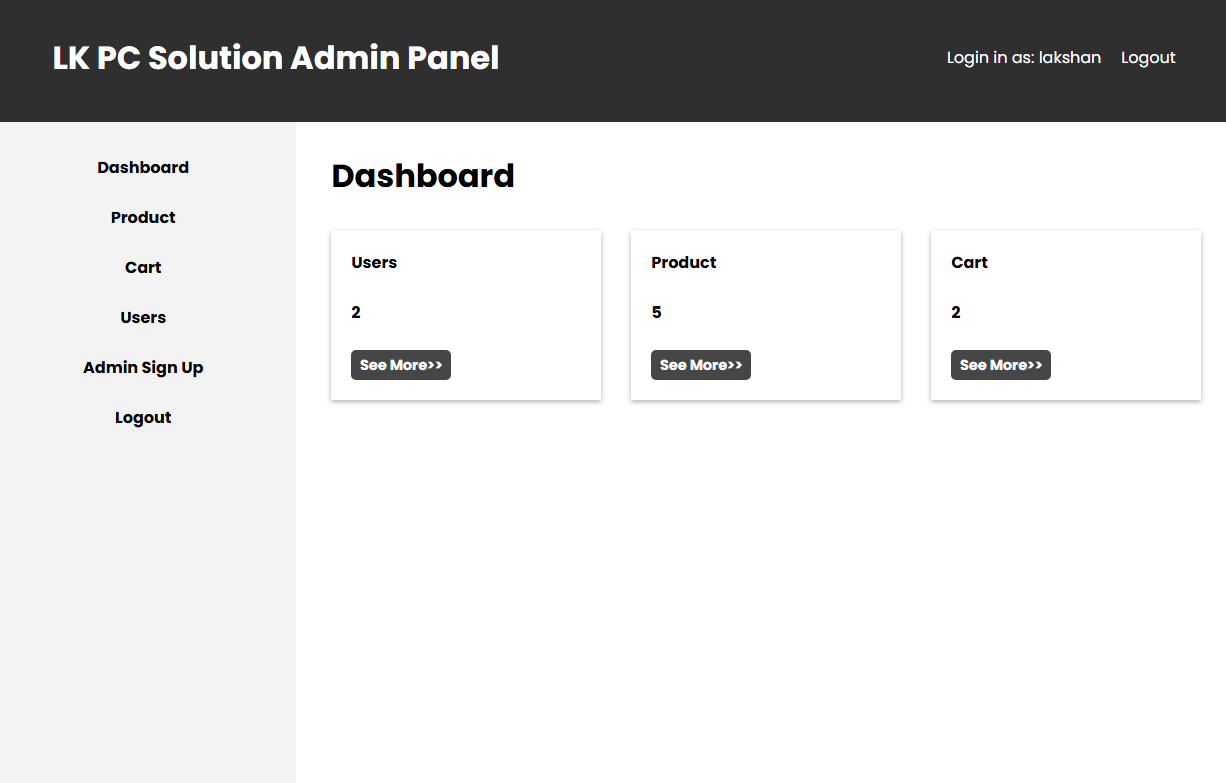 LK PC Solution Admin Panel
Login in as: lakshan Logout
Dashboard
Product
Cart
Users
Admin Sign Up
Logout
Dashboard
Users
2
See More>>
Product
5
See More>>
Cart
2
See More>>